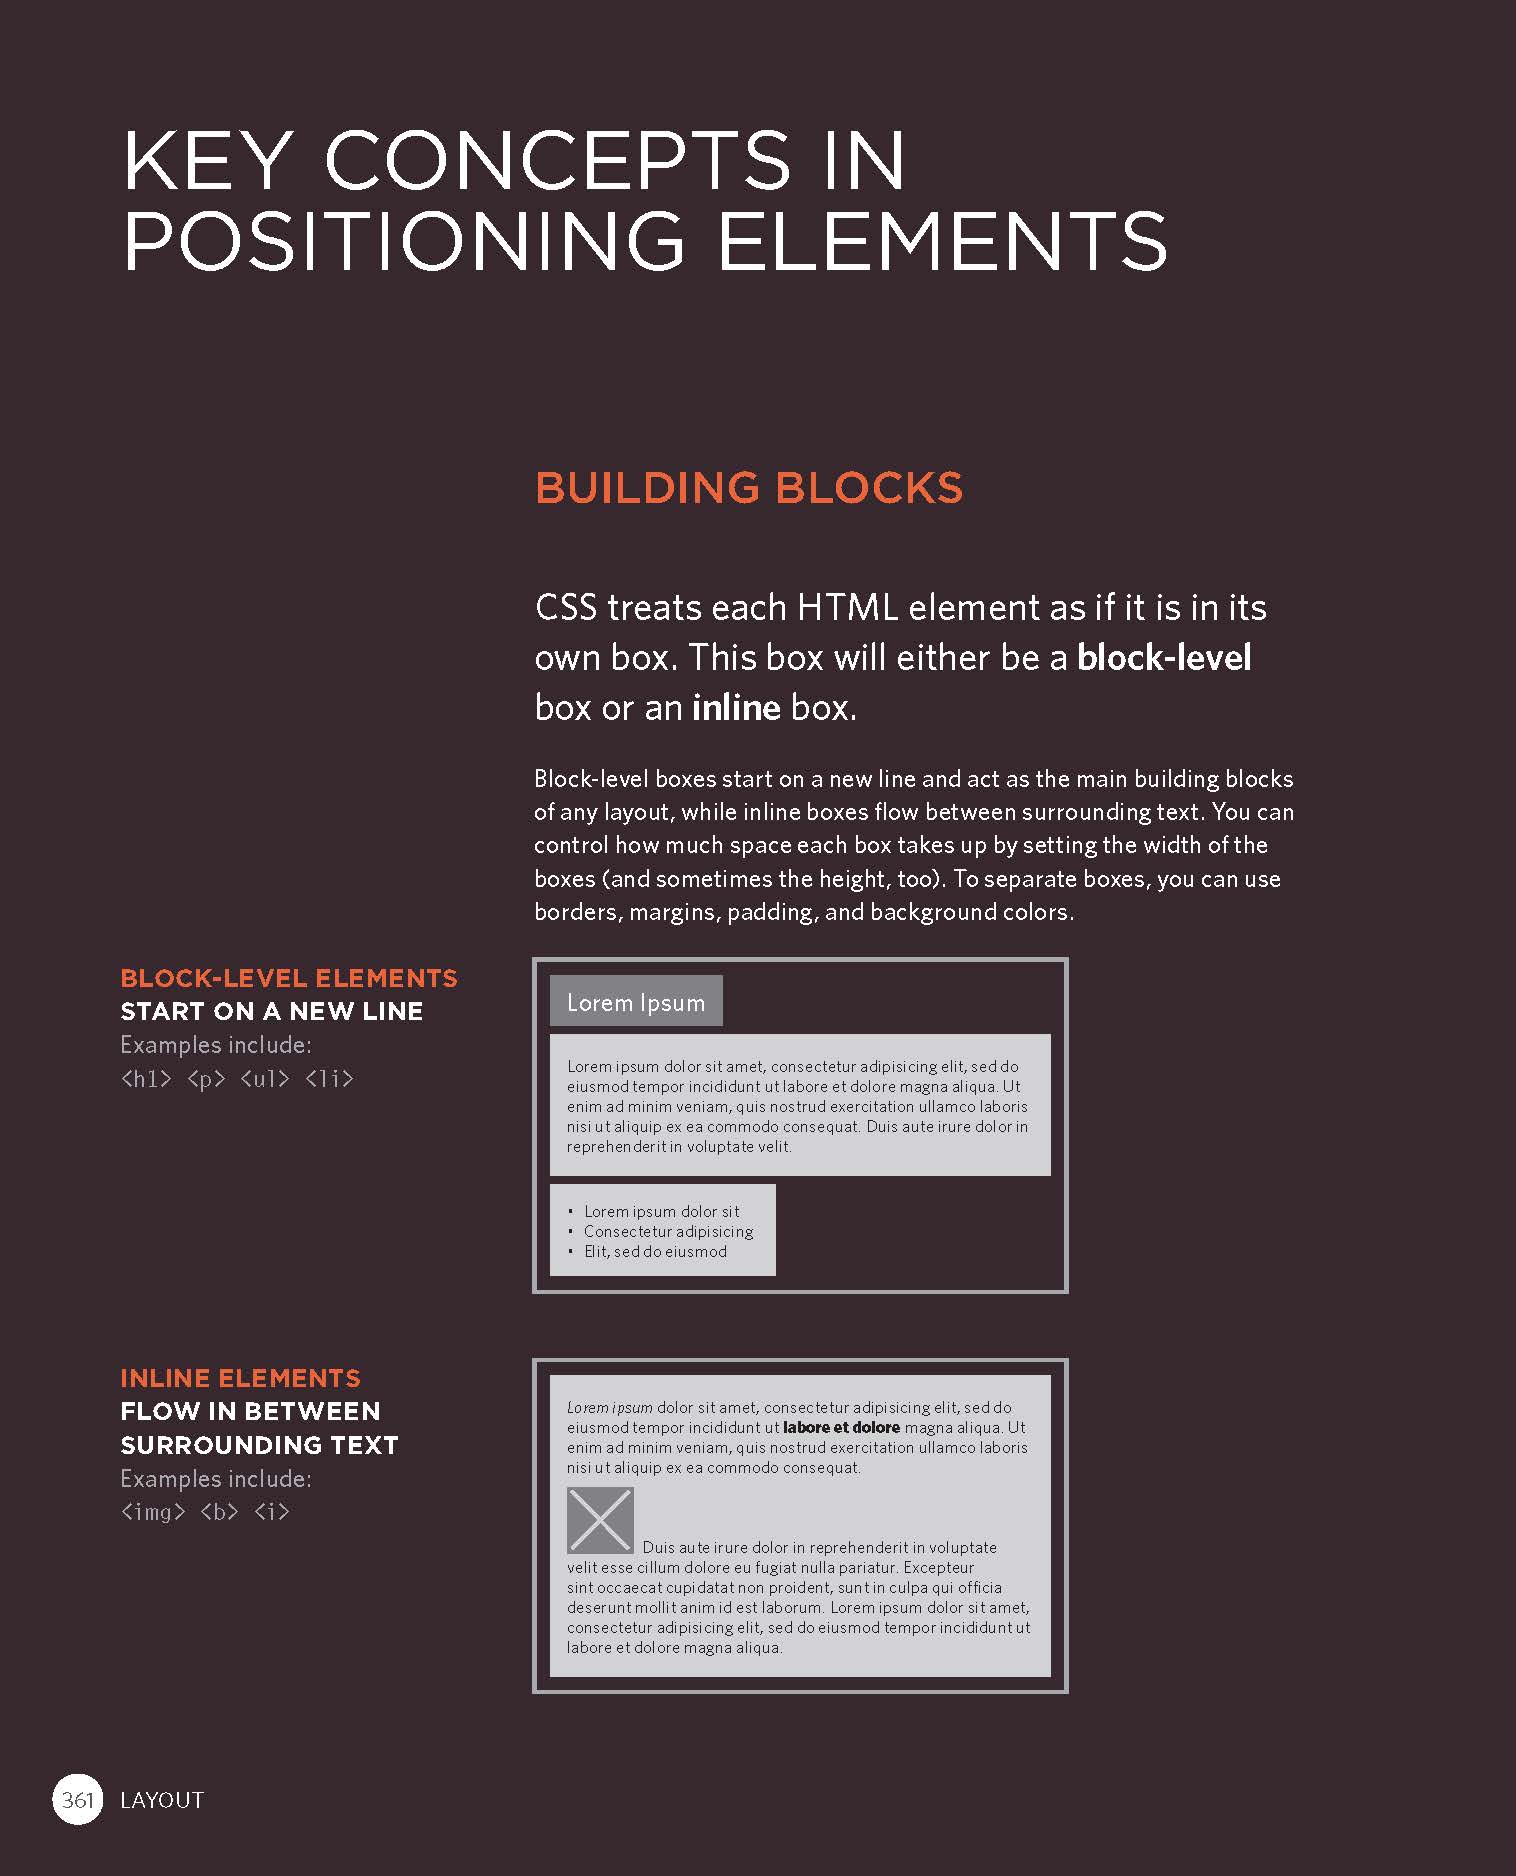 KEY CONCEPTS IN
POSITIONING ELEMENTS
BUILDING BLOCKS
CSS treats each HTML element as if it is in its
own box. This box will either be a block-level
box or an inline box.
Block-level boxes start on a new line and act as the main building blocks
of any layout, while inline boxes flow between surrounding text. You can
control how much space each box takes up by setting the width of the
boxes (and sometimes the height, too). To separate boxes, you can use
borders, margins, padding, and background colors.
BLOCK-LEVEL ELEMENTS
START ON A NEW LINE
Examples include:
<h1> <p> <ul> <li>
Lorem Ipsum
Lorem ipsum dolor sit amet, consectetur adipisicing elit, sed do
eiusmod tempor incididunt ut labore et dolore magna aliqua. Ut
enim ad minim veniam, quis nostrud exercitation ullamco laboris
nisi ut aliquip ex ea commodo consequat. Duis aute irure dolor in
reprehenderit in voluptate velit.
• Lorem ipsum dolor sit
• Consectetur adipisicing
• Elit, sed do eiusmod
INLINE ELEMENTS
FLOW IN BETWEEN
SURROUNDING TEXT
Examples include:
<img> <b> <i>
Lorem ipsum dolor sit amet, consectetur adipisicing elit, sed do
eiusmod tempor incididunt ut labore et dolore magna aliqua. Ut
enim ad minim veniam, quis nostrud exercitation ullamco laboris
nisi ut aliquip ex ea commodo consequat.
Duis aute irure dolor in reprehenderit in voluptate
velit esse cillum dolore eu fugiat nulla pariatur. Excepteur
sint occaecat cupidatat non proident, sunt in culpa qui officia
deserunt mollit anim id est laborum. Lorem ipsum dolor sit amet,
consectetur adipisicing elit, sed do eiusmod tempor incididunt ut
labore et dolore magna aliqua.
361 LAYOUT